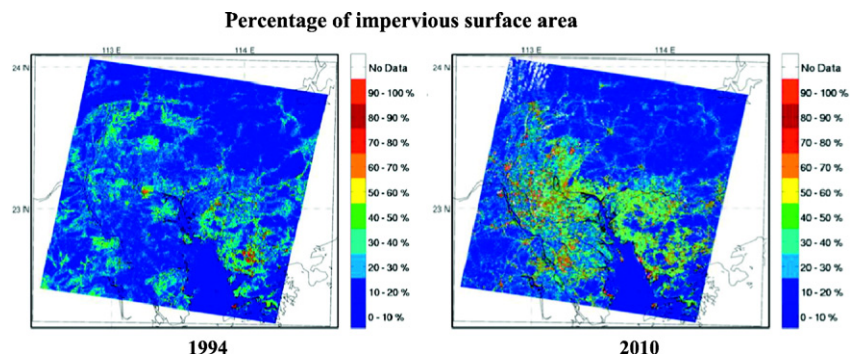 Percentage of impervious surface area
113 E
114 E
24 N
23 N
No Data
90 - 100 %
80 - 90 %
70 - 80 %
60 - 70 %
50 - 60 %
40 - 50 %
30 - 40 %
20 - 30 %
10 - 20 %
0 - 10 %
1994
113 E
114 E
24 N
23 N
No Data
90 - 100 %
80 - 90 %
70 - 80 %
60 - 70 %
50 - 60 %
40 - 50 %
30 - 40 %
20 - 30 %
10 - 20 %
0 - 10 %
2010